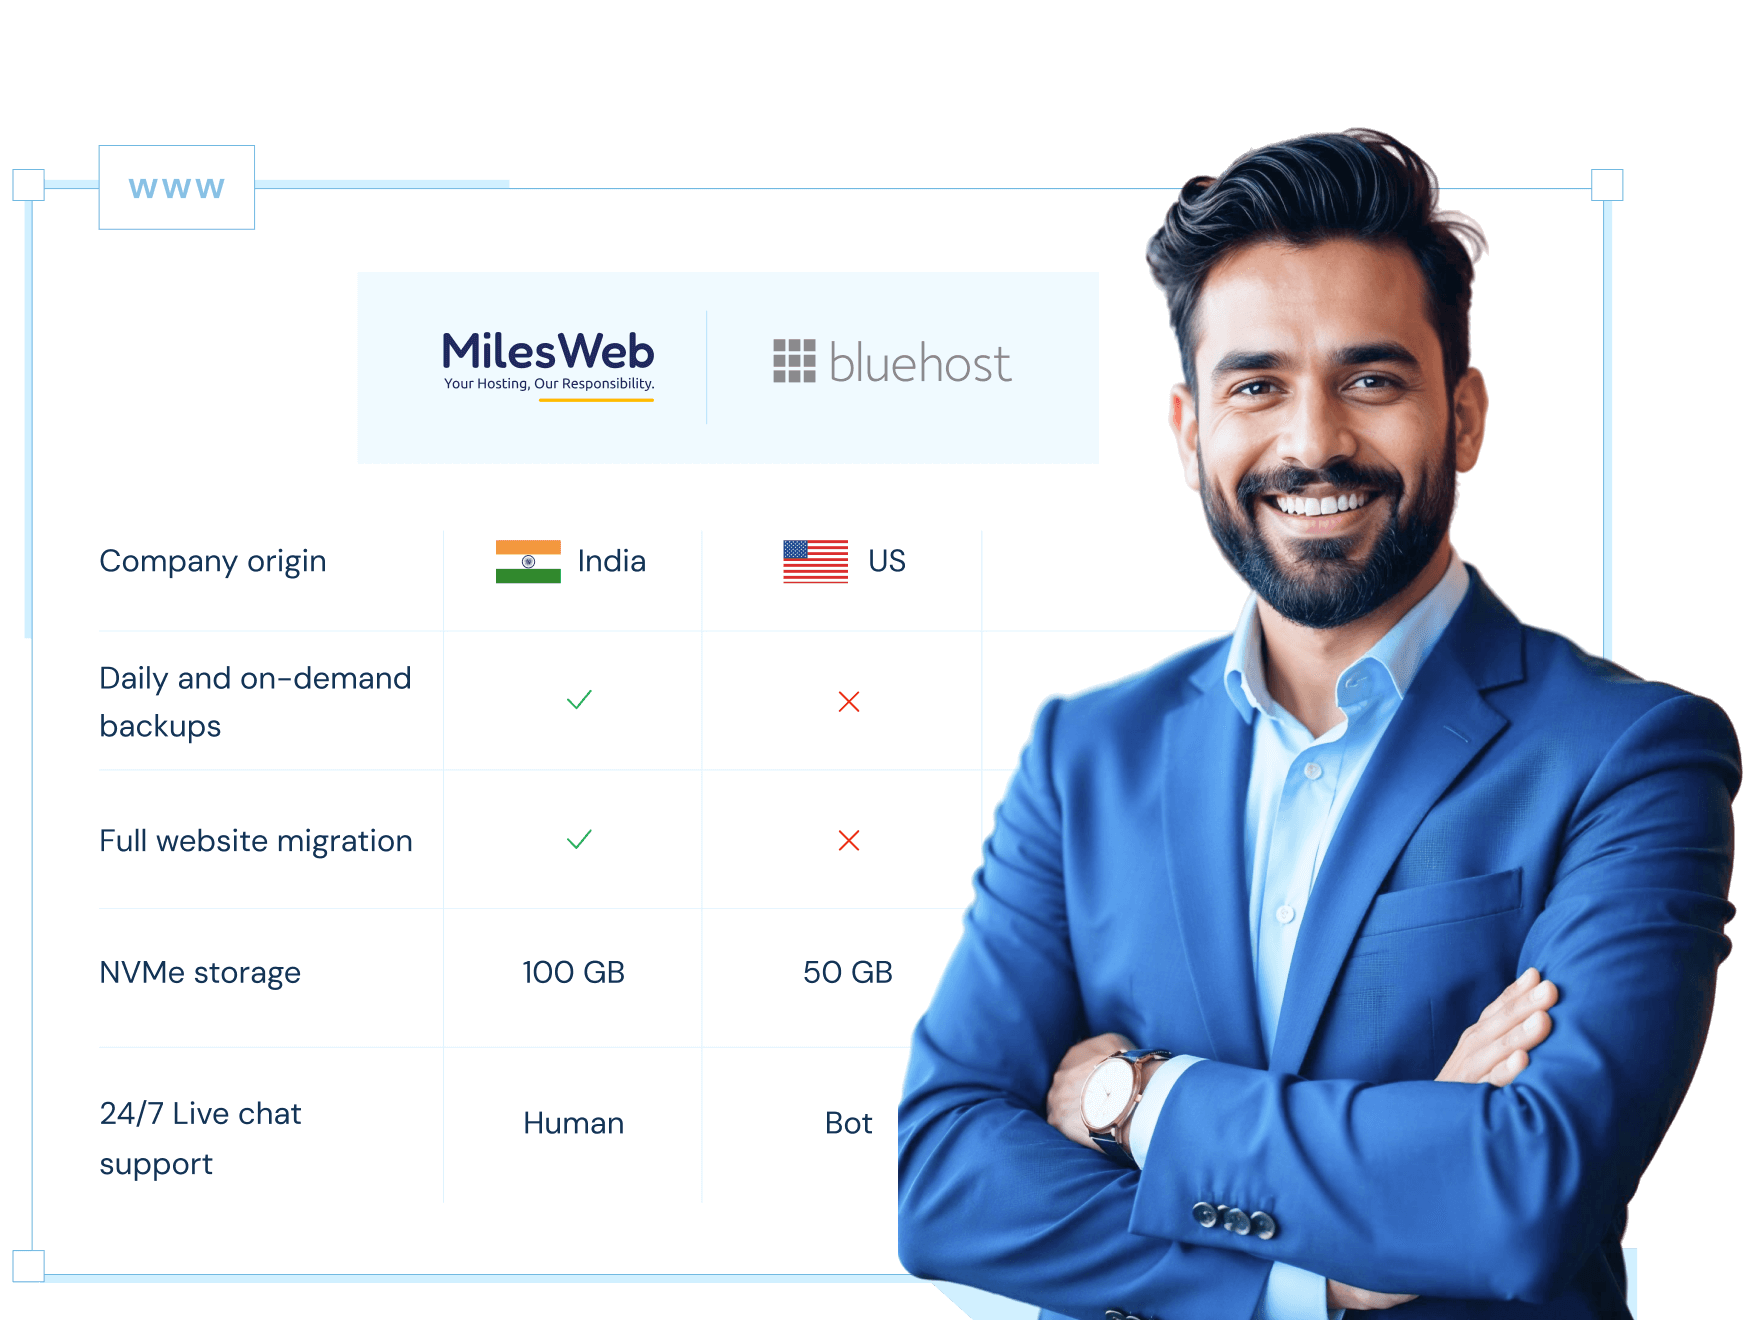 www
MilesWeb
Your Hosting, Our Responsibility.
bluehost
Company origin
India
US
Daily and on-demand
backups
Full website migration
NVMe storage
100 GB
50 GB
24/7 Live chat
support
Human
Bot